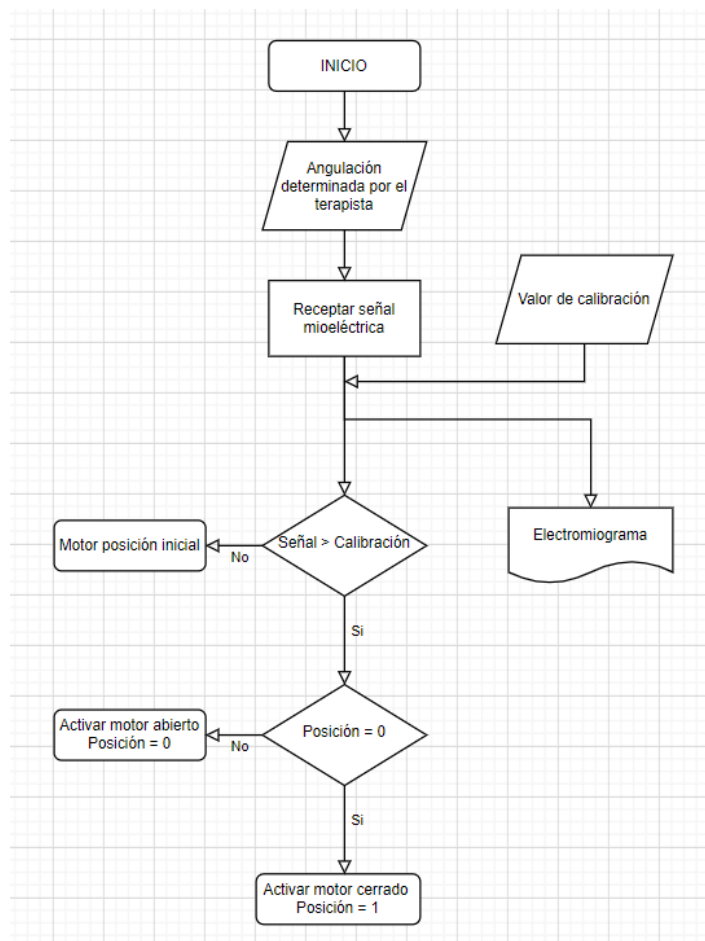 INICIO
Angulación
determinada por el
terapista
Receptar señal
mioeléctrica
Valor de calibración
Señal > Calibración
No
Motor posición inicial
Electromiograma
Si
Posición = 0
No
Activar motor abierto
Posición = 0
Si
Activar motor cerrado
Posición = 1